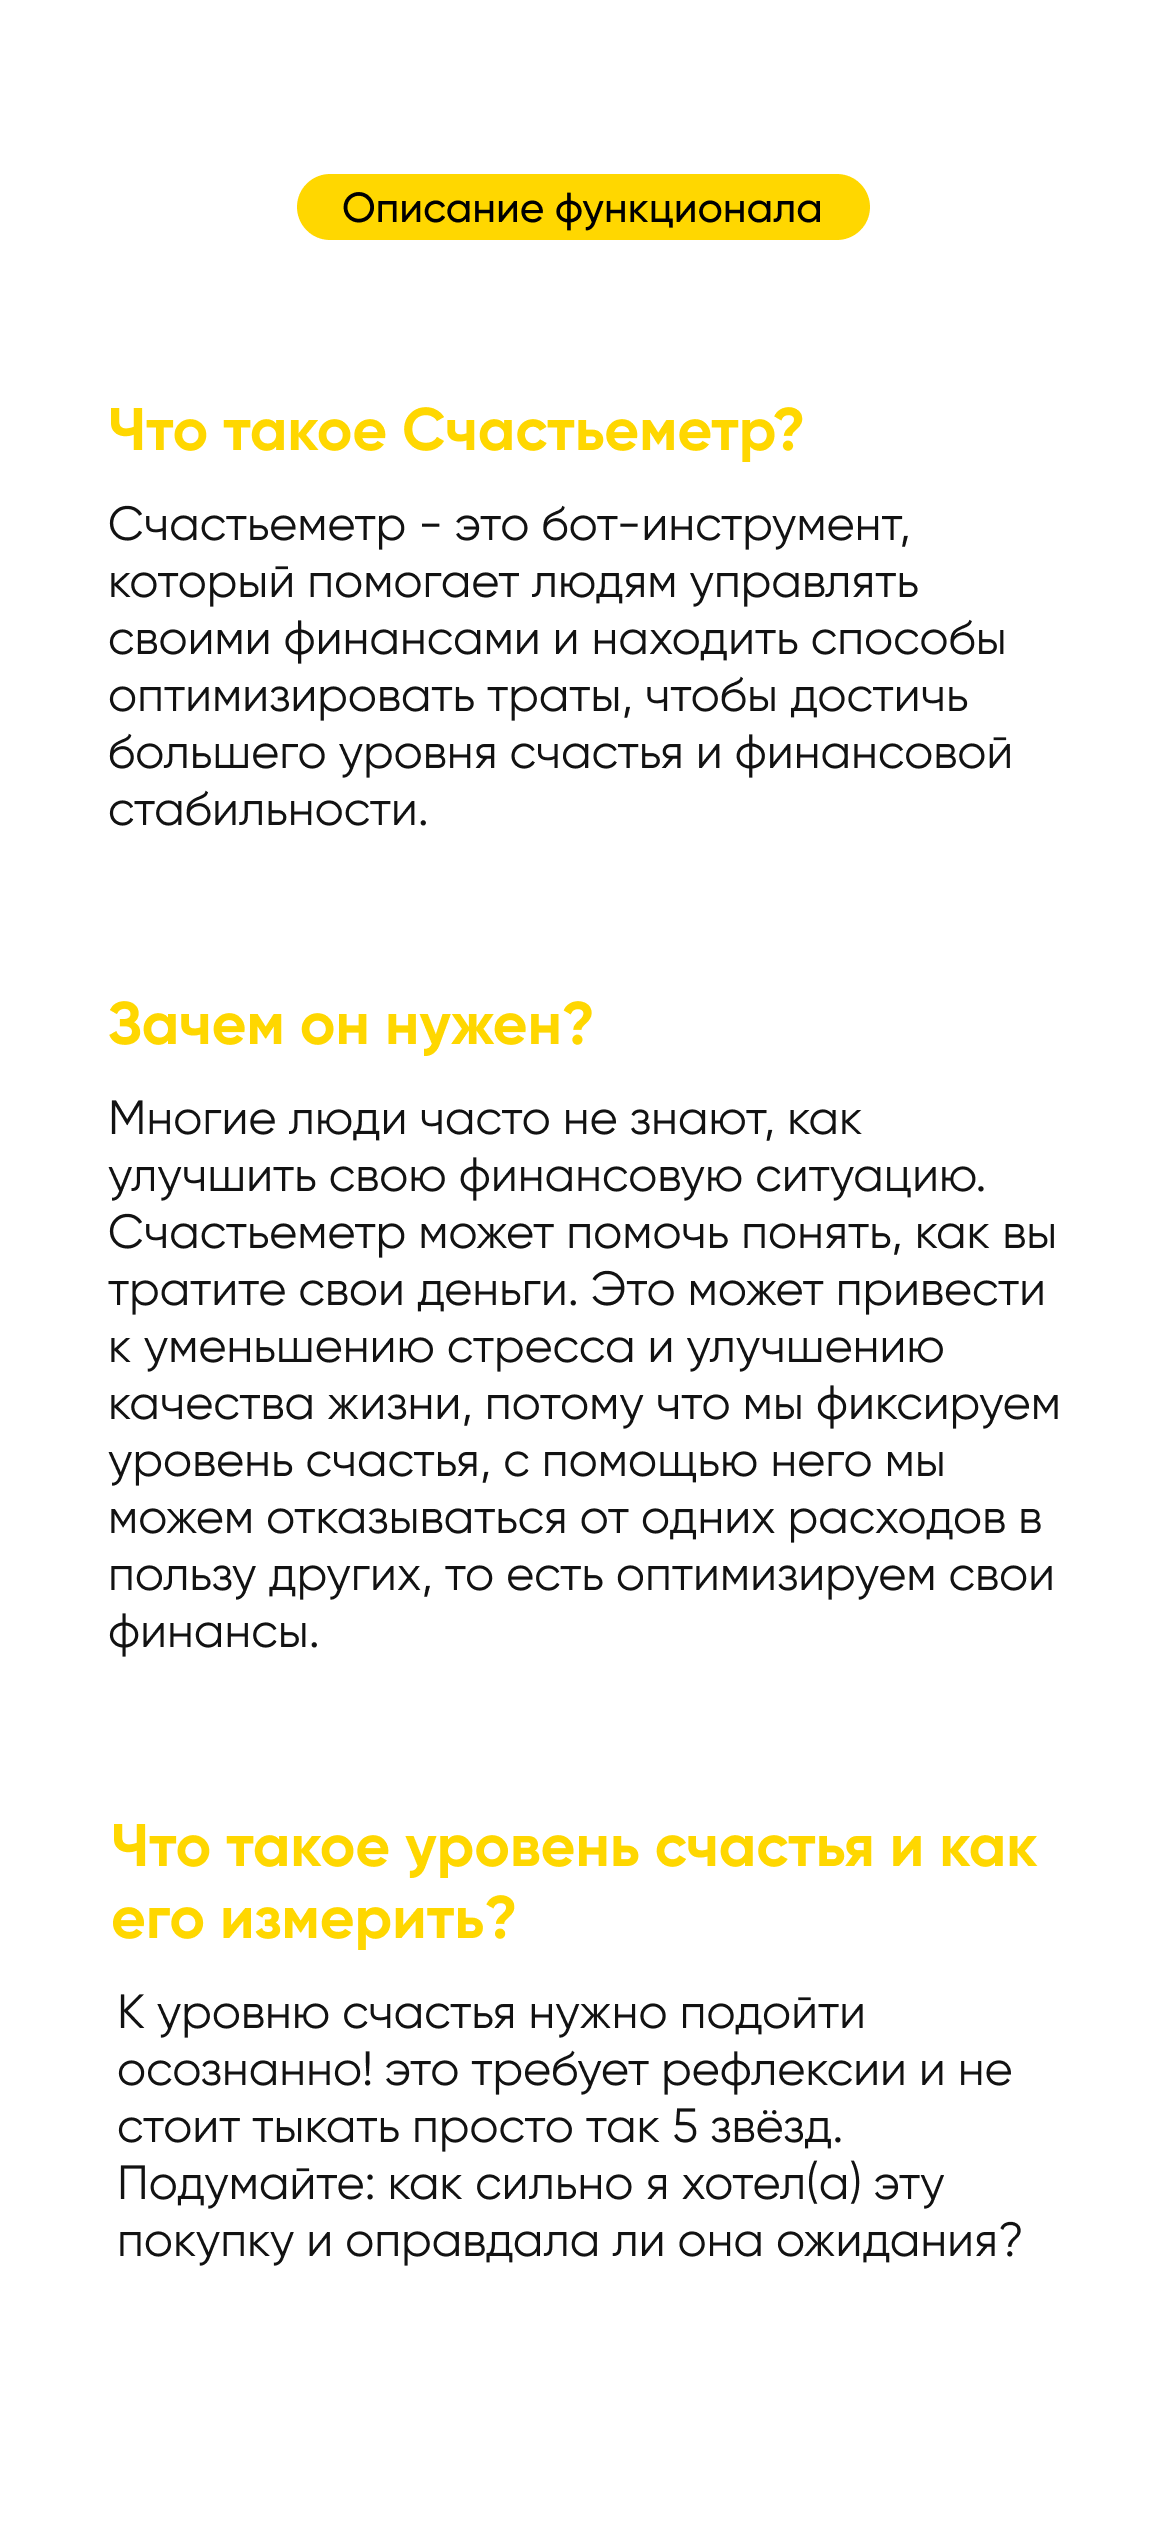 Описание функционала
Что такое Счастьеметр?
Счастьеметр - это бот-инструмент,
который помогает людям управлять
своими финансами и находить способы
оптимизировать траты, чтобы достичь
большего уровня счастья и финансовой
стабильности.
Зачем он нужен?
Многие люди часто не знают, как
улучшить свою финансовую ситуацию.
Счастьеметр может помочь понять, как вы
тратите свои деньги. Это может привести
к уменьшению стресса и улучшению
качества жизни, потому что мы фиксируем
уровень счастья, с помощью него мы
можем отказываться от одних расходов в
пользу других, то есть оптимизируем свои
финансы.
Что такое уровень счастья и как
его измерить?
К уровню счастья нужно подойти
осознанно! это требует рефлексии и не
стоит тыкать просто так 5 звёзд.
Подумайте: как сильно я хотел(а) эту
покупку и оправдала ли она ожидания?